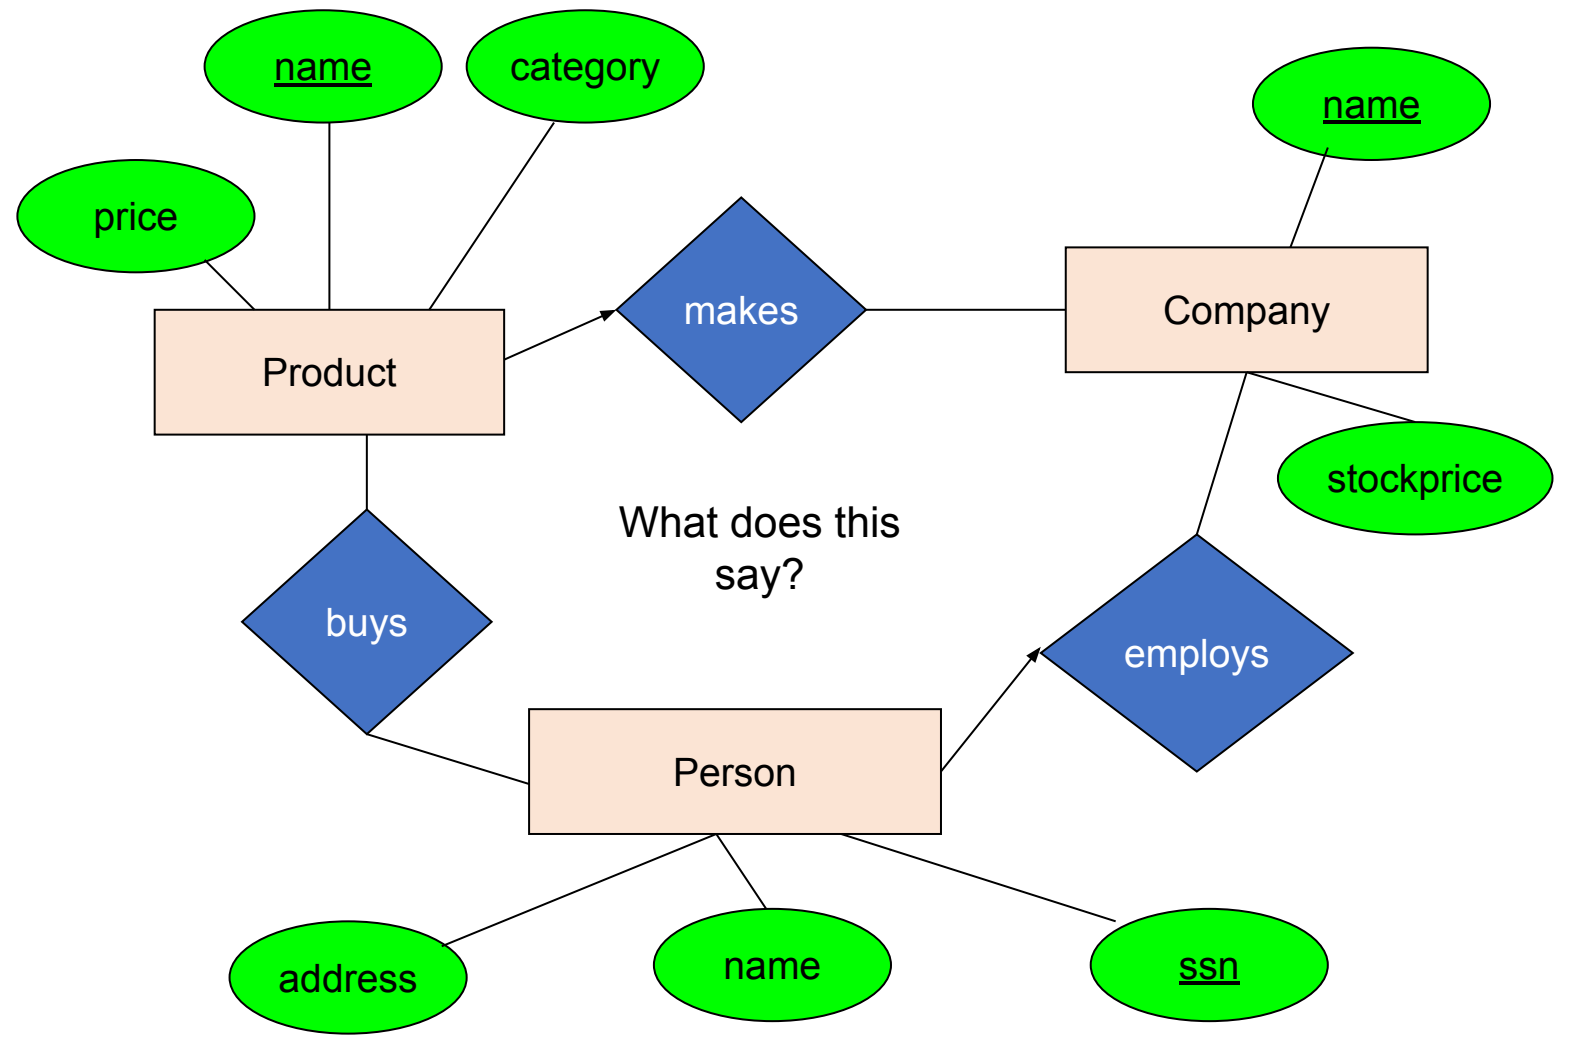 name
category
name
price
makes
Company
Product
stockprice
What does this
say?
buys
employs
Person
address
name
ssn